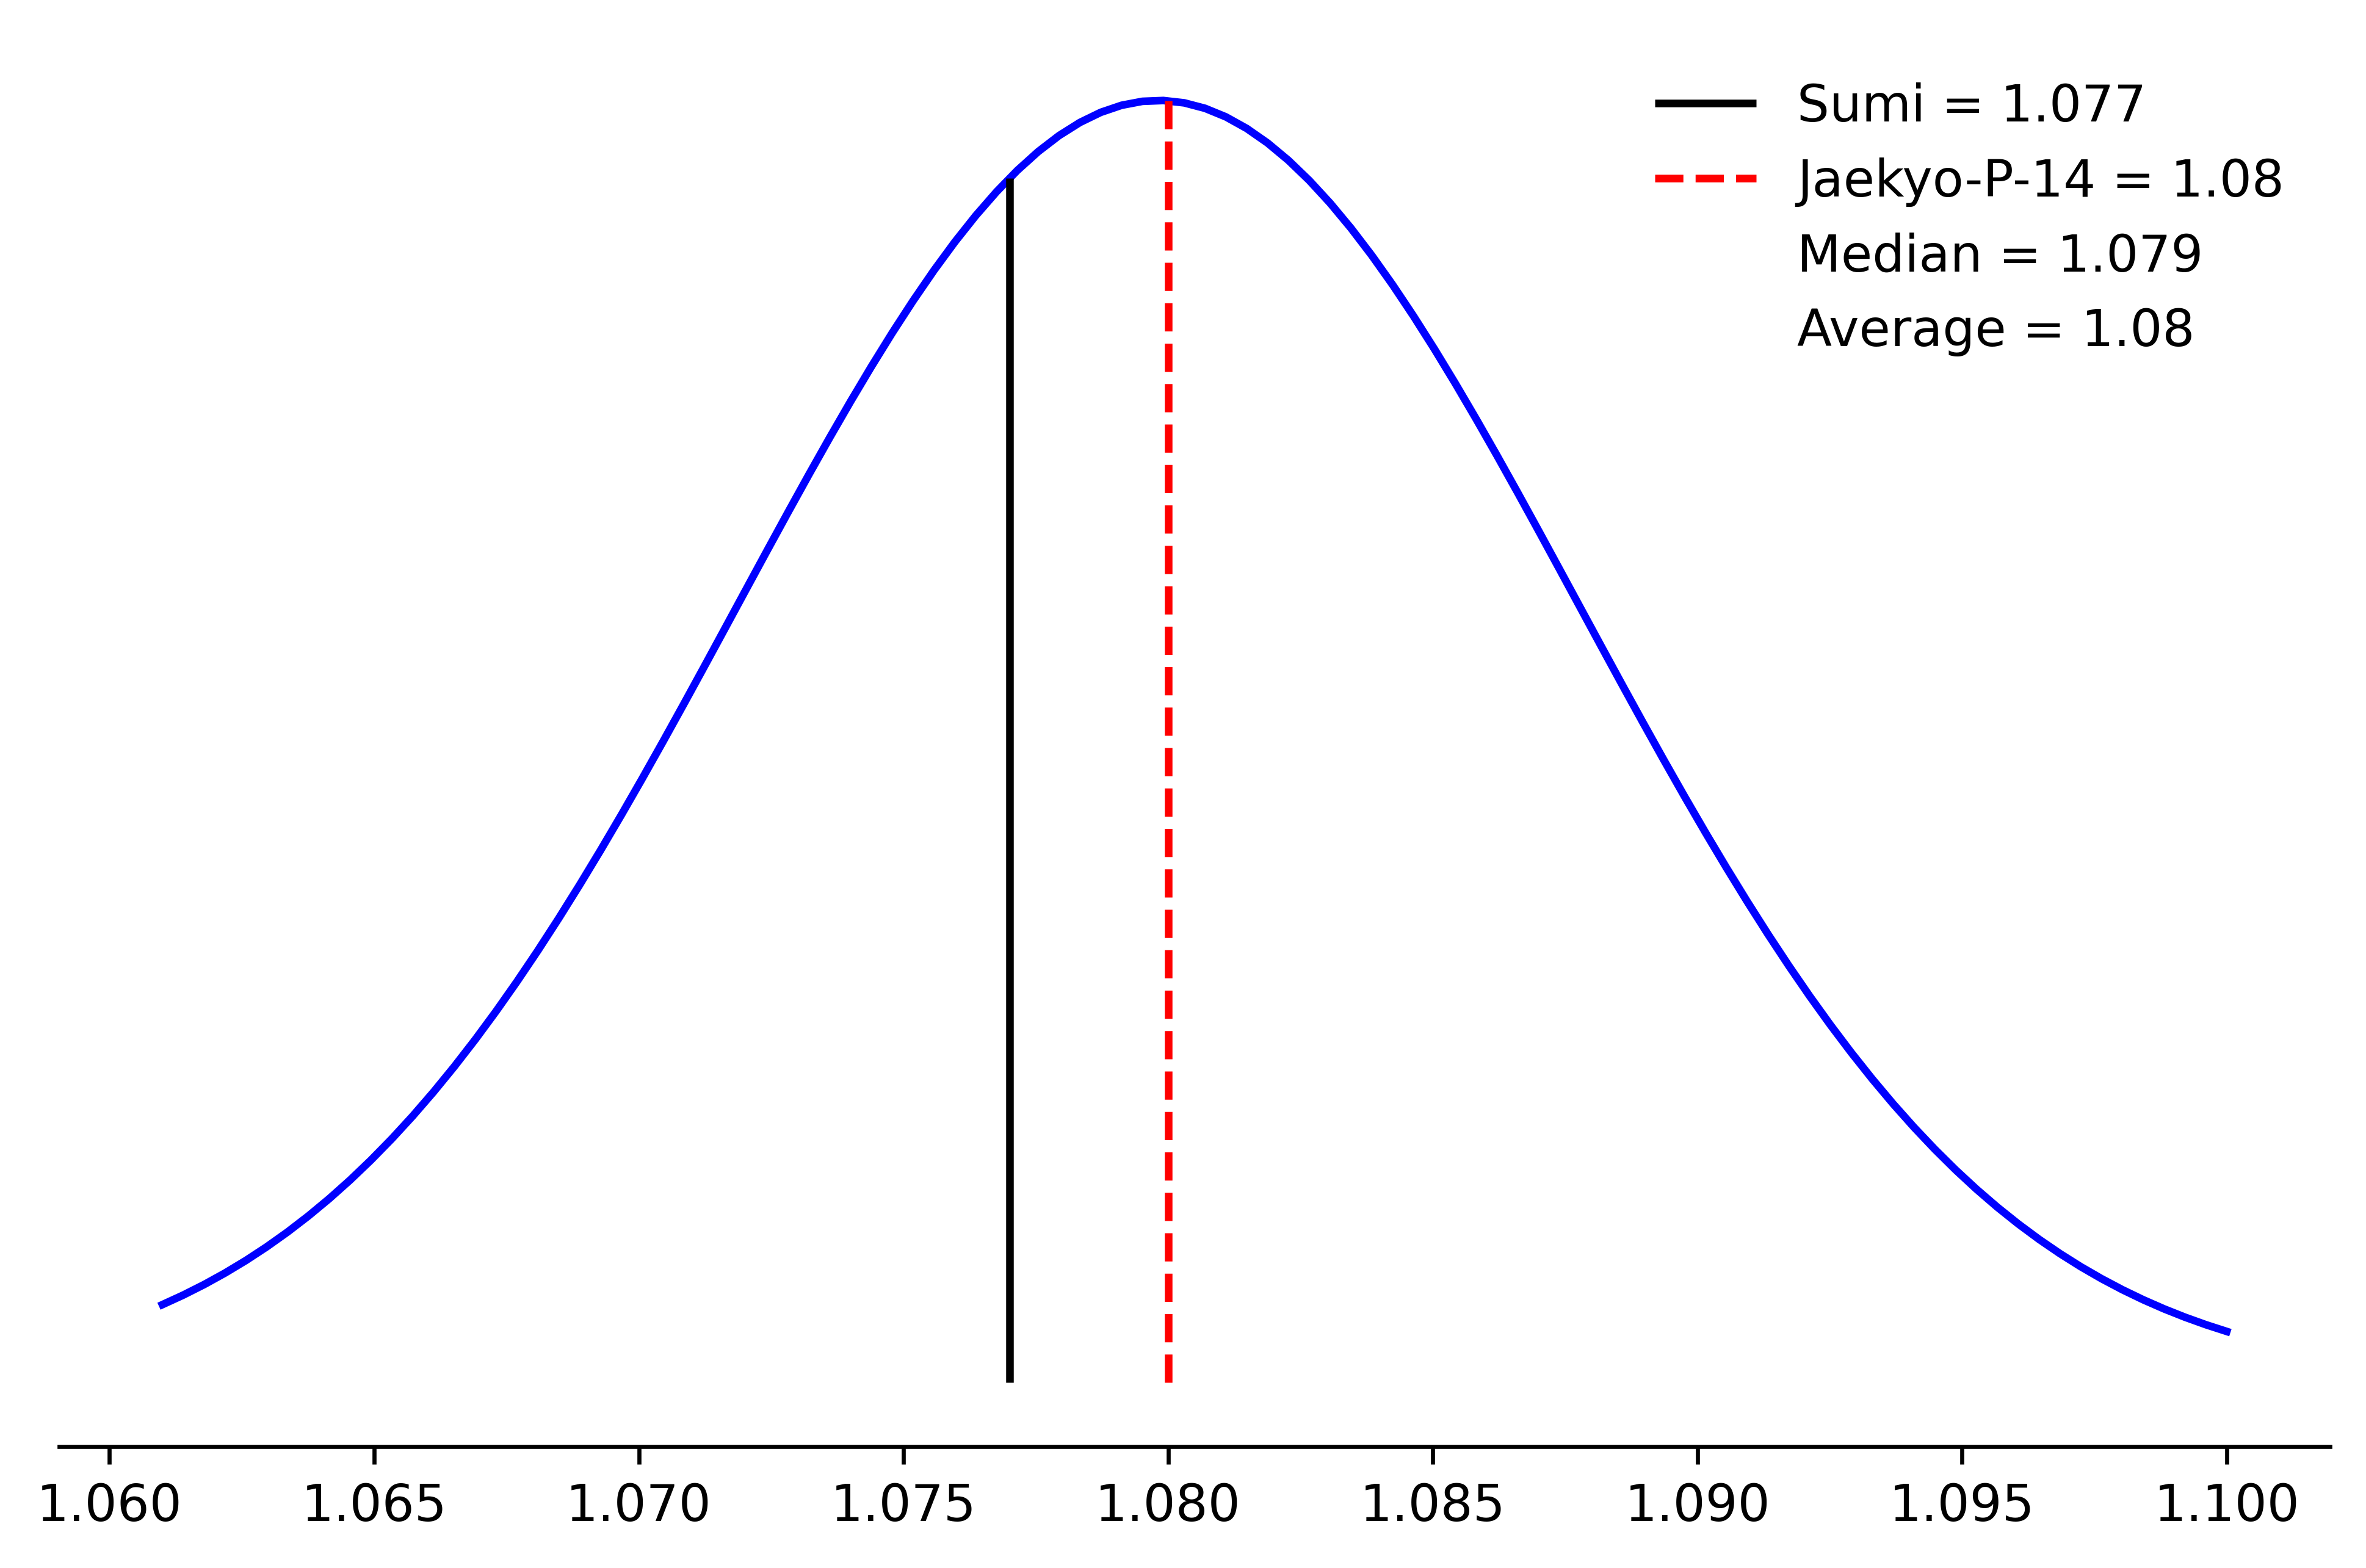 Sumi = 1.077
Jaekyo-P-14 = 1.08
Median = 1.079
Average = 1.08
1.060 1.065 1.070 1.075 1.080 1.085 1.090 1.095 1.100